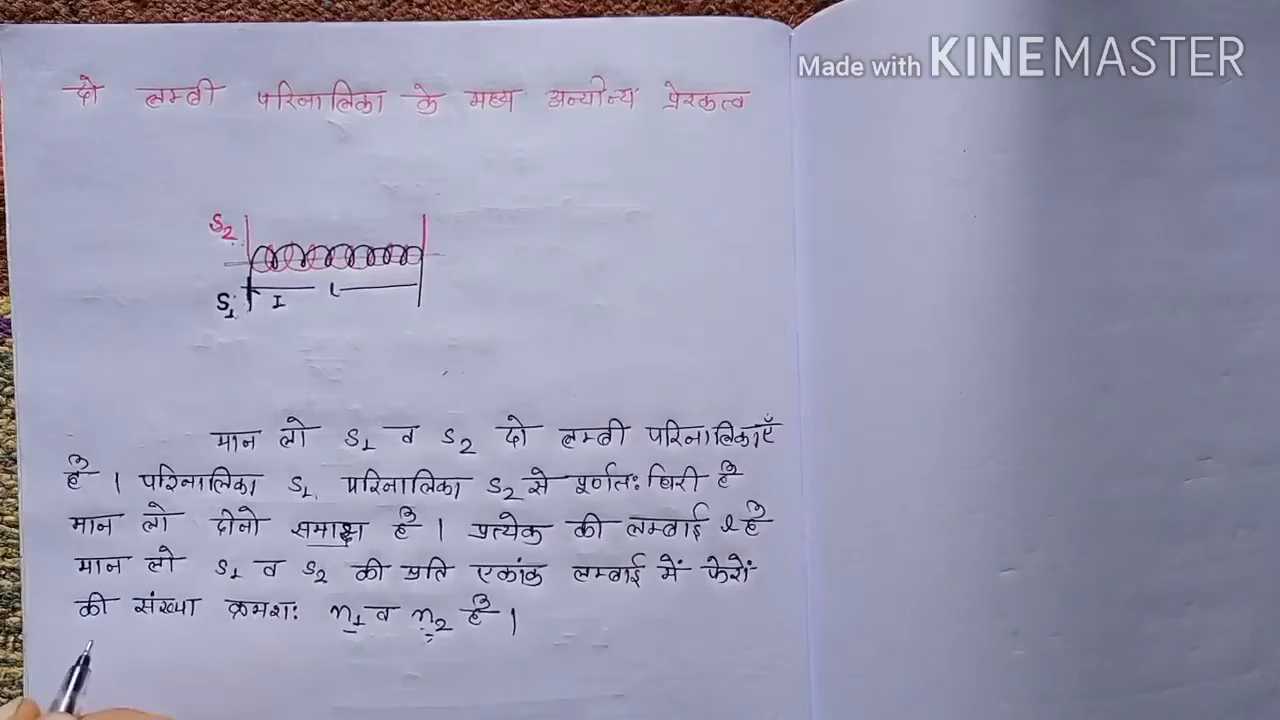 Made with KINEMASTER
दो लम्बी परिनालिका के मध्य अन्योन्य प्रेरकत्व
S2
S1 I l
मान लो S1 व S2 दो लम्बी परिनालिकाएँ
है । परिनालिका S1 परिनालिका S2 से पूर्णतः घिरी है
मान लो दोनो समाक्ष है । प्रत्येक की लम्बाई l है
मान लो S1 व S2 की प्रति एकांक लम्बाई में फेरों
की संख्या क्रमशः n1 व n2 है ।